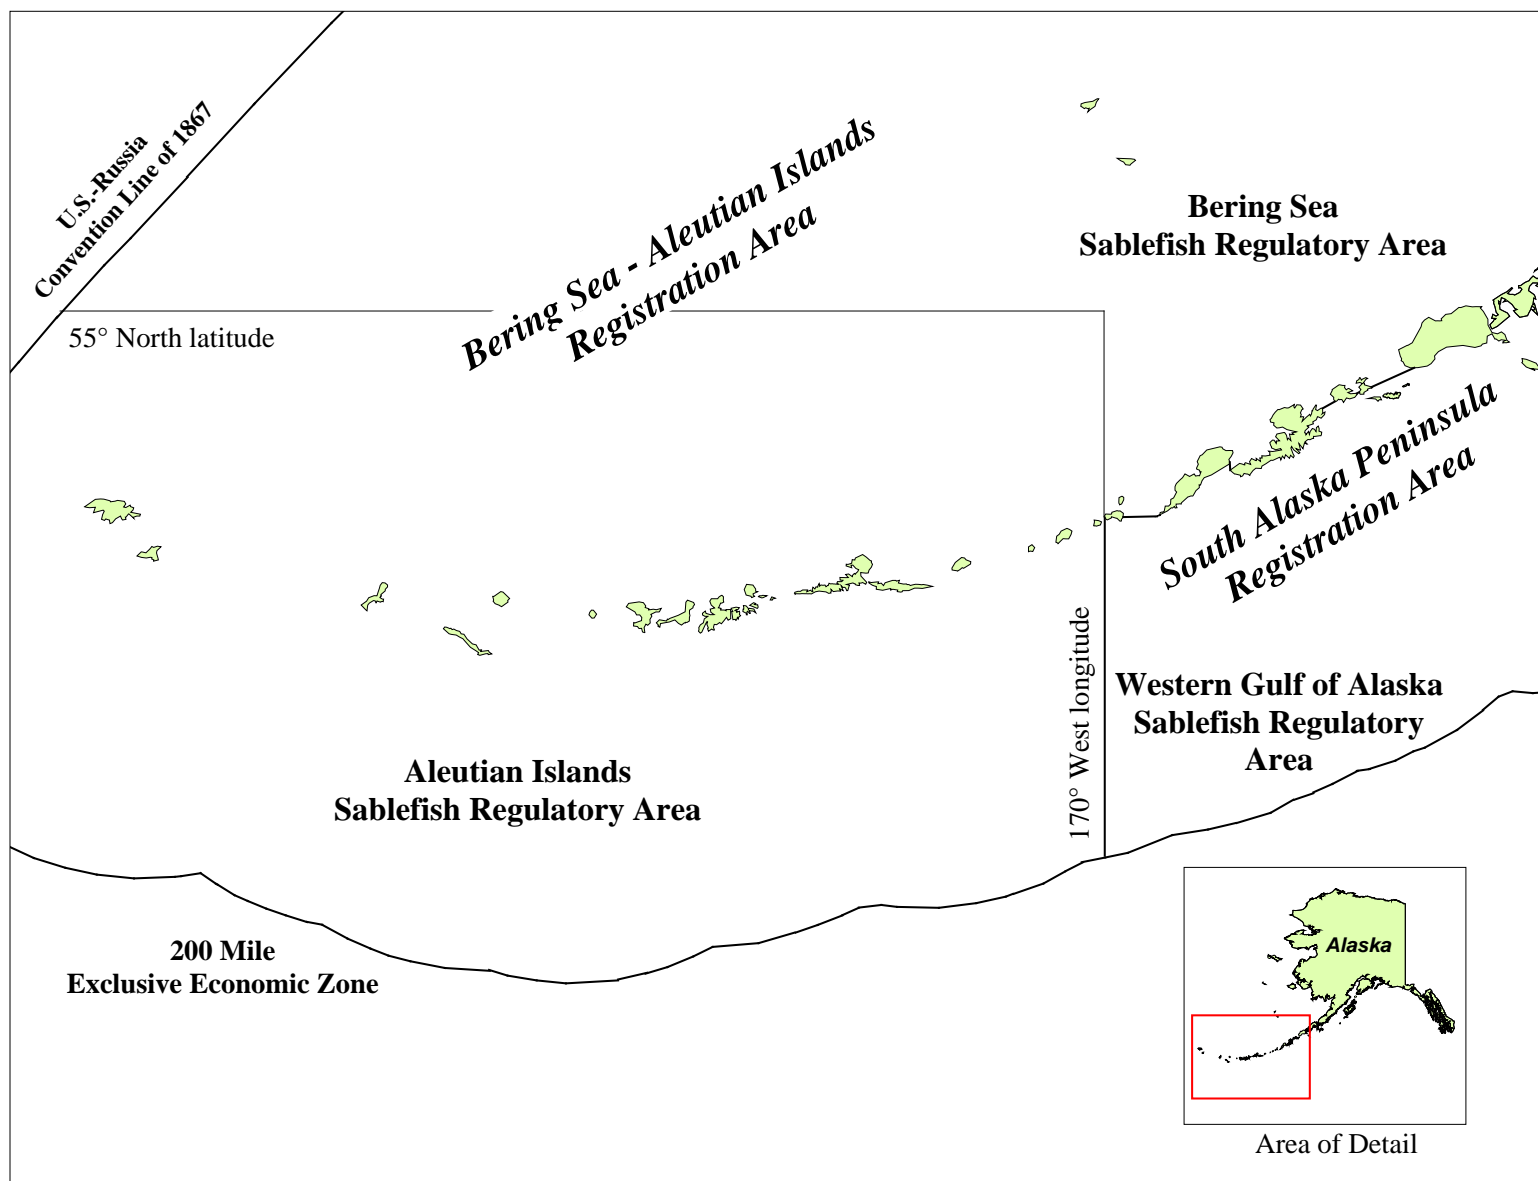 U.S.-Russia
Convention Line of 1867
Bering Sea - Aleutian Islands
Registration Area
Bering Sea
Sablefish Regulatory Area
55° North latitude
South Alaska Peninsula
Registration Area
170° West longitude
Western Gulf of Alaska
Sablefish Regulatory
Area
Aleutian Islands
Sablefish Regulatory Area
200 Mile
Exclusive Economic Zone
Alaska
Area of Detail